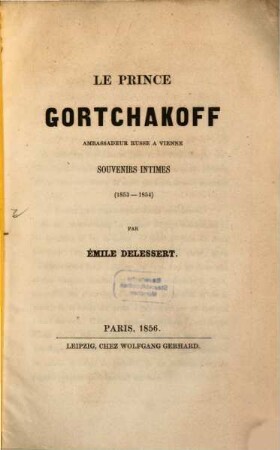 LE PRINCE
GORTCHAKOFF
AMBASSADEUR RUSSE A VIENNE
SOUVENIRS INTIMES
(1853—1854)
PAR
ÉMILE DELESSERT.
PARIS, 1856.
LEIPZIG, CHEZ WOLFGANG GERHARD.